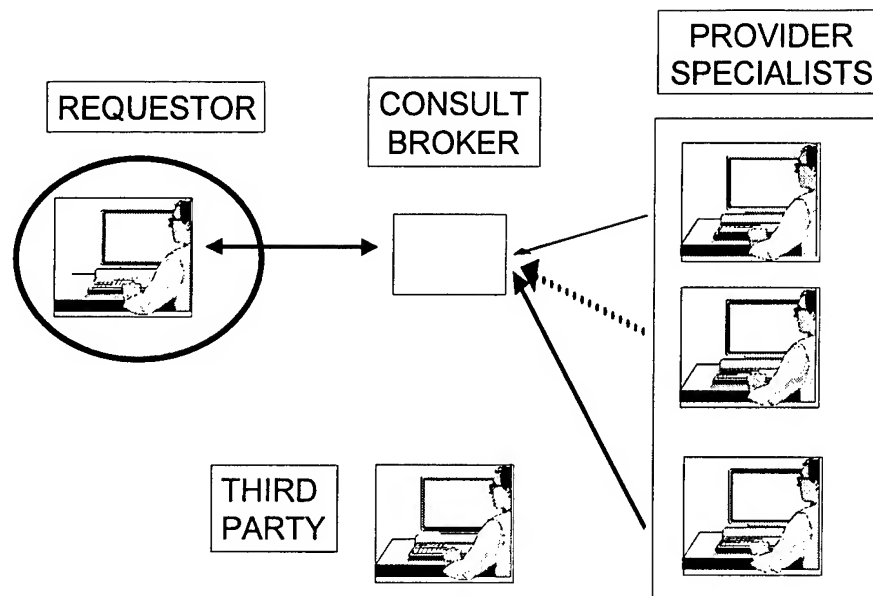 REQUESTOR
CONSULT
BROKER
PROVIDER
SPECIALISTS
THIRD
PARTY